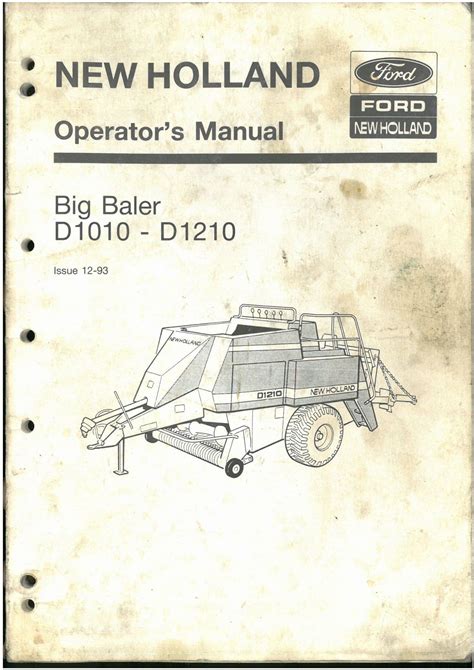 NEW HOLLAND
Operator's Manual
Ford
FORD
NEW HOLLAND
Big Baler
D1010 - D1210
Issue 12-93
NEW HOLLAND
D1210
NEW HOLLAND